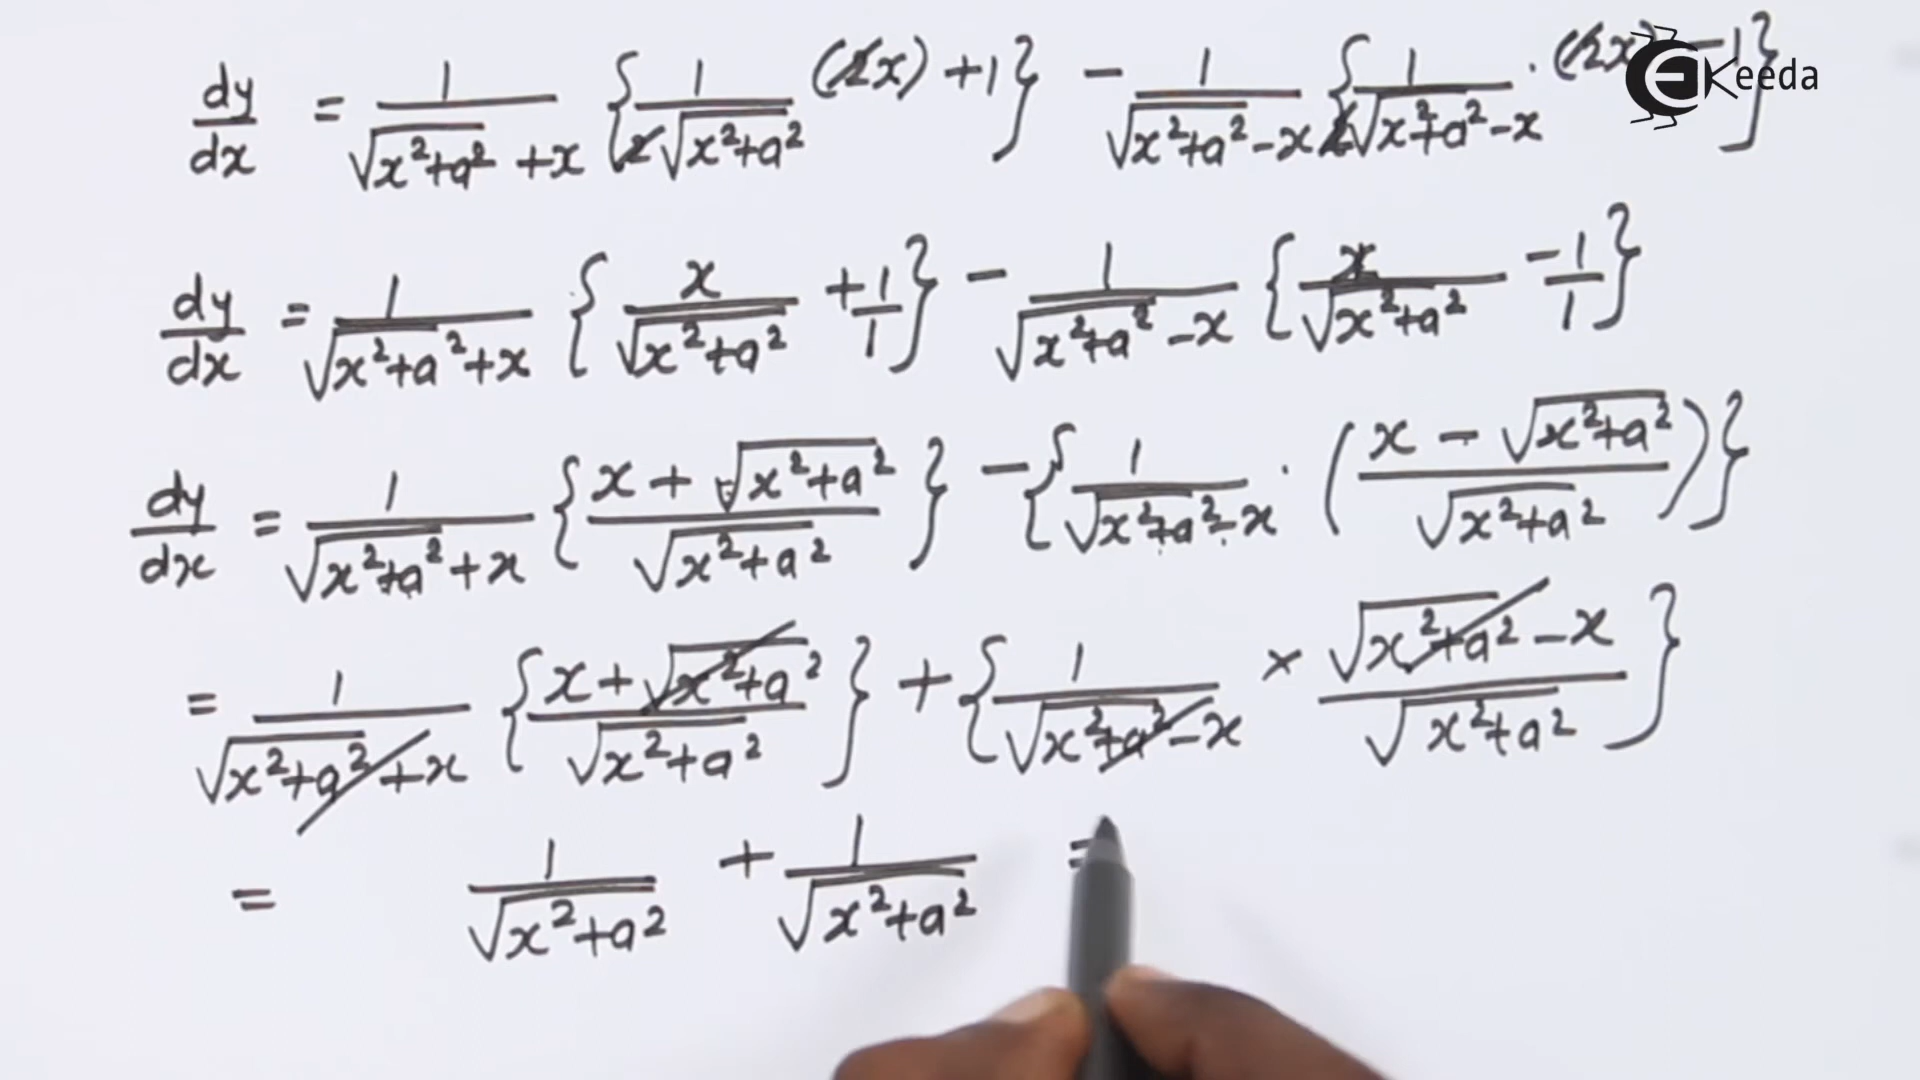 dy/dx = 1/(√(x²+a²) + x) {1/(2√(x²+a²)) (2x) + 1} - 1/(√(x²+a²) - x) {1/(2√(x²+a²-x)) · (2x) - 1}
Ekeeda
dy/dx = 1/(√(x²+a²) + x) {x/√(x²+a²) + 1/1} - 1/(√(x²+a²) - x) {x/√(x²+a²) - 1/1}
dy/dx = 1/(√(x²+a²) + x) {(x + √(x²+a²))/√(x²+a²)} - {1/(√(x²+a²) - x) · ((x - √(x²+a²))/√(x²+a²))}
= 1/(√(x²+a²) + x) {(x + √(x²+a²))/√(x²+a²)} + {1/(√(x²+a²) - x) × (√(x²+a²) - x)/√(x²+a²)}
= 1/√(x²+a²) + 1/√(x²+a²) =